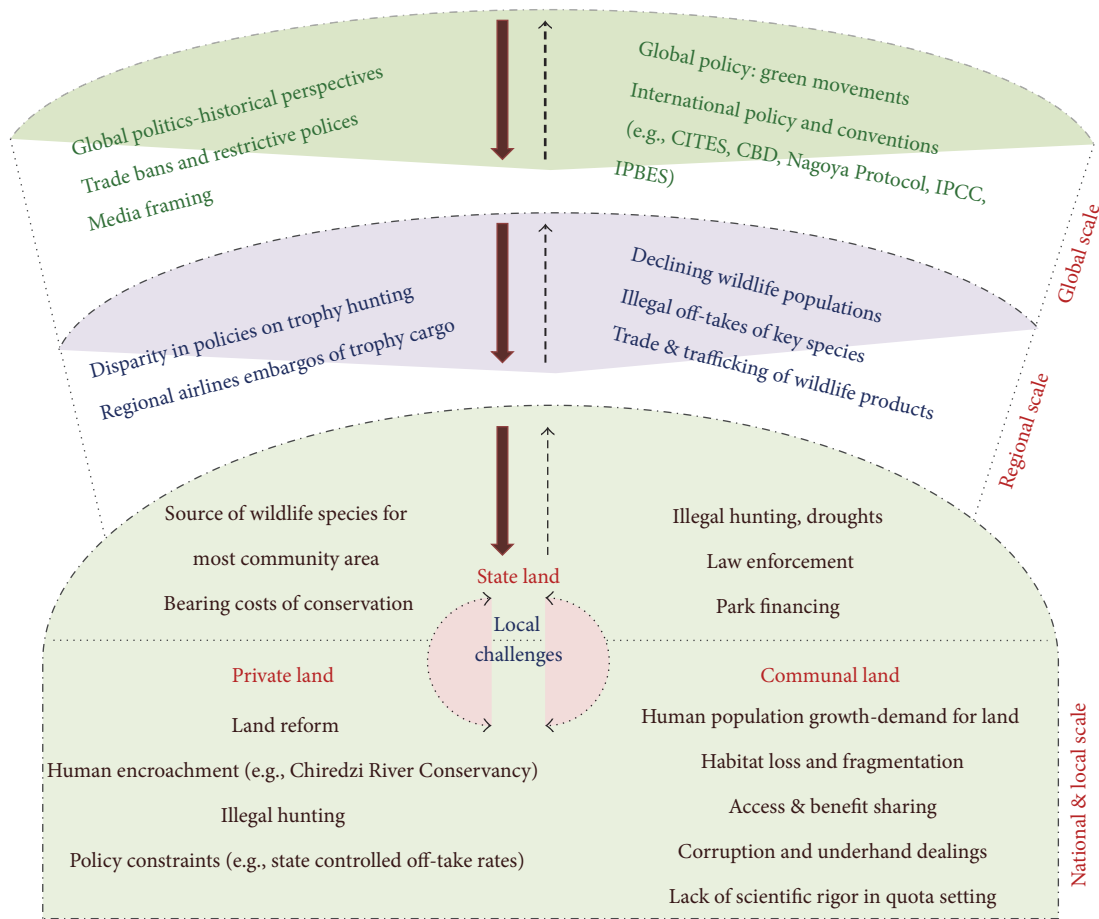 Global politics-historical perspectives
Trade bans and restrictive polices
Media framing
Global policy: green movements
International policy and conventions
(e.g., CITES, CBD, Nagoya Protocol, IPCC,
IPBES)
Global scale
Disparity in policies on trophy hunting
Regional airlines embargos of trophy cargo
Declining wildlife populations
Illegal off-takes of key species
Trade & trafficking of wildlife products
Regional scale
Source of wildlife species for
most community area
Bearing costs of conservation
Illegal hunting, droughts
Law enforcement
Park financing
State land
Local
challenges
Private land
Land reform
Human encroachment (e.g., Chiredzi River Conservancy)
Illegal hunting
Policy constraints (e.g., state controlled off-take rates)
Communal land
Human population growth-demand for land
Habitat loss and fragmentation
Access & benefit sharing
Corruption and underhand dealings
Lack of scientific rigor in quota setting
National & local scale